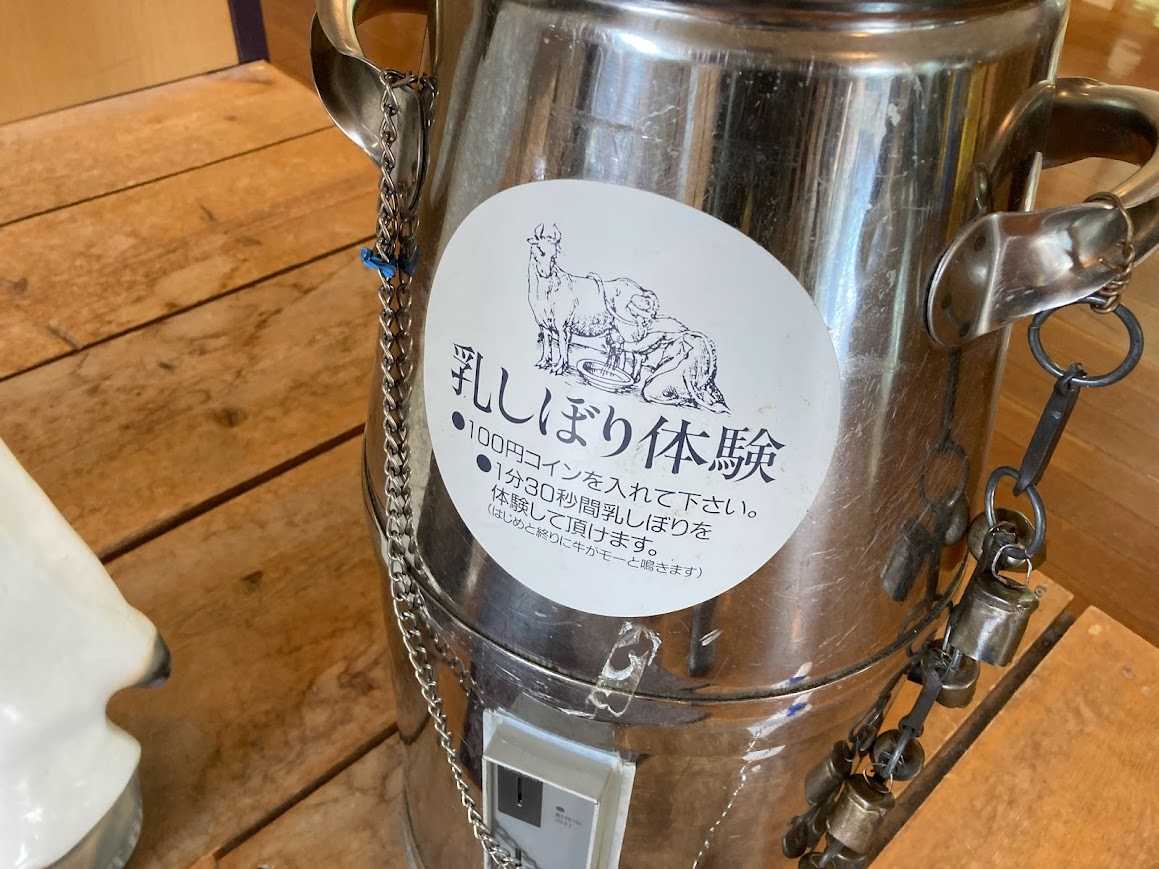 乳しぼり体験
●100円コインを入れて下さい。
●1分30秒間乳しぼりを
体験して頂けます。
(はじめと終りに牛がモーと鳴きます)